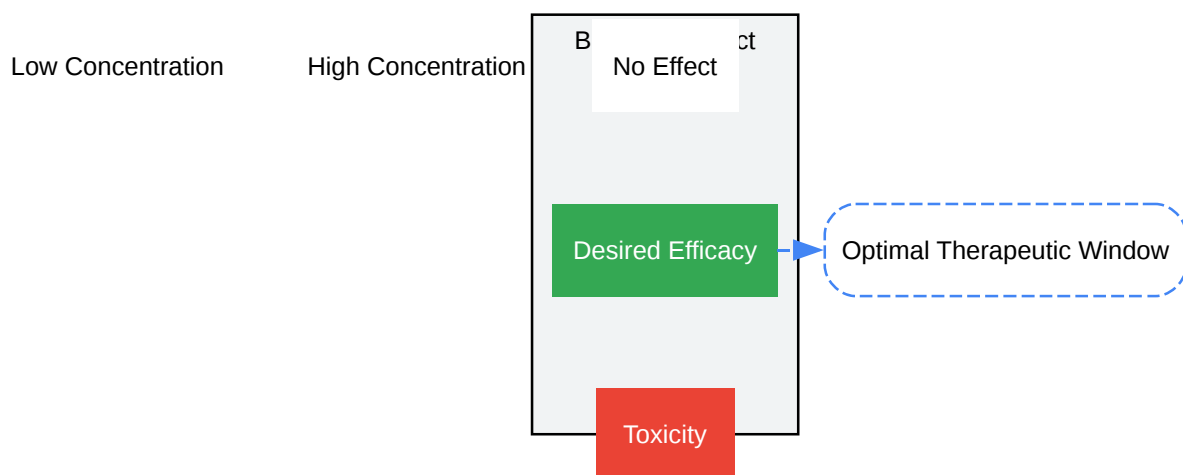 Low Concentration
High Concentration
No Effect
Desired Efficacy
Optimal Therapeutic Window
Toxicity